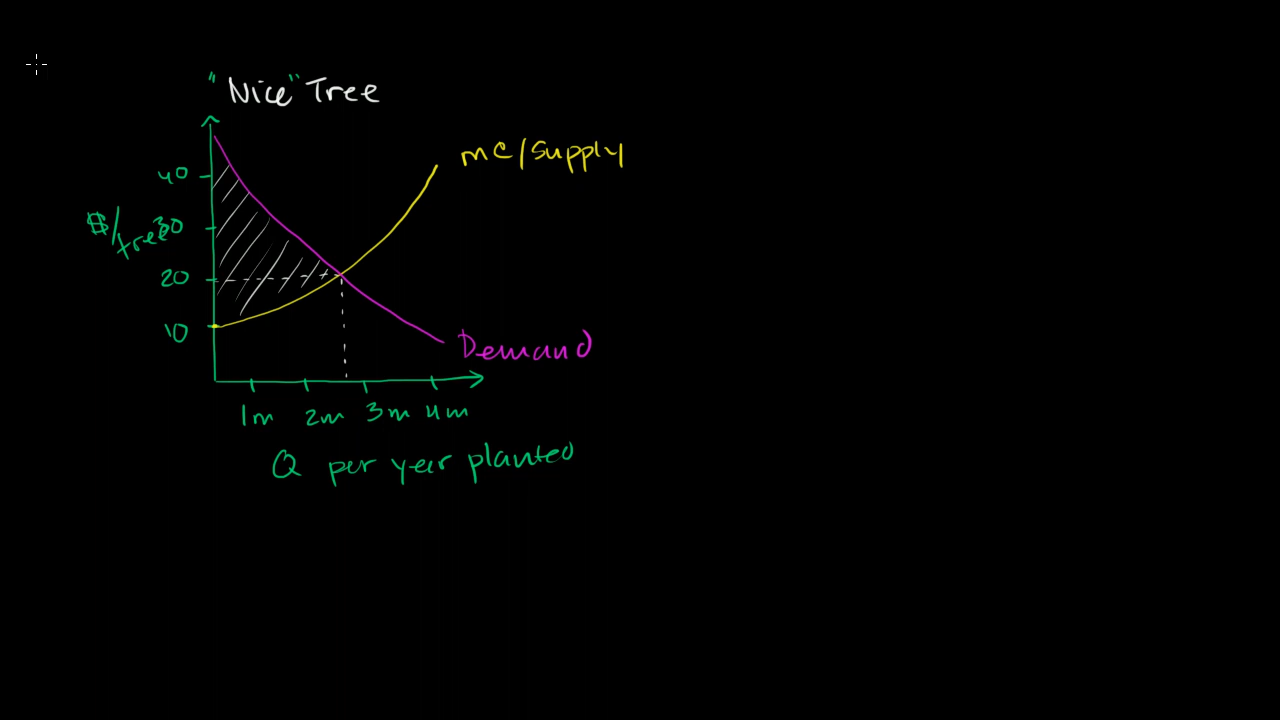 "Nice" Tree
mc/supply
40
$/tree
30
20
10
Demand
1m 2m 3m 4m
Q per year planted